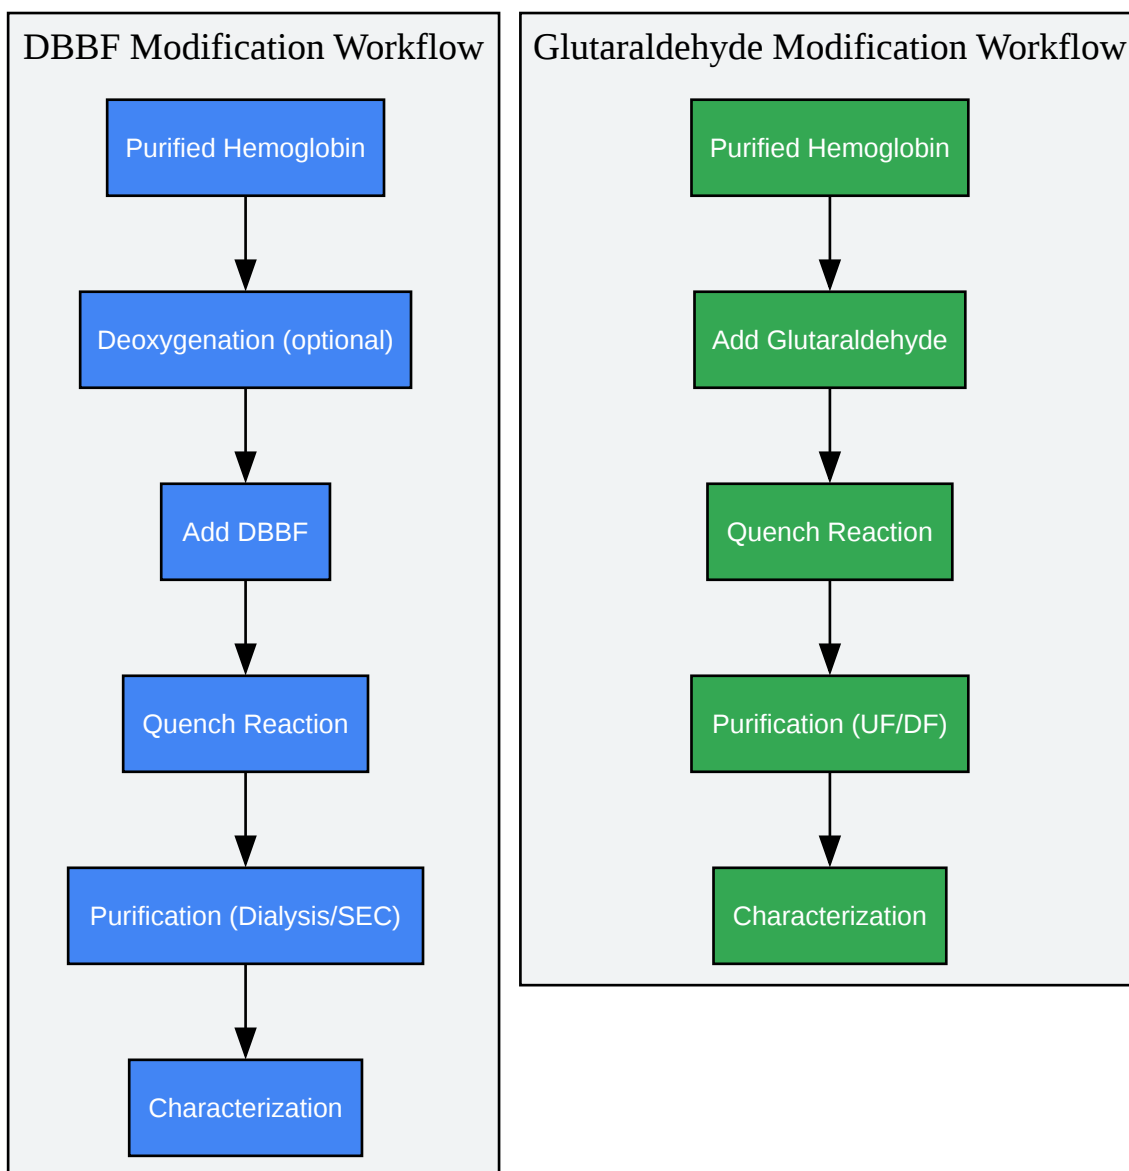 DBBF Modification Workflow
Purified Hemoglobin
Deoxygenation (optional)
Add DBBF
Quench Reaction
Purification (Dialysis/SEC)
Characterization
Glutaraldehyde Modification Workflow
Purified Hemoglobin
Add Glutaraldehyde
Quench Reaction
Purification (UF/DF)
Characterization